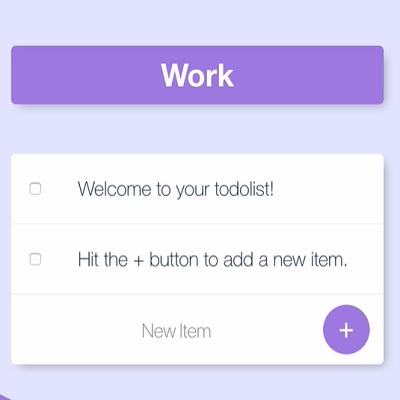 Work
Welcome to your todolist!
Hit the + button to add a new item.
New Item
+